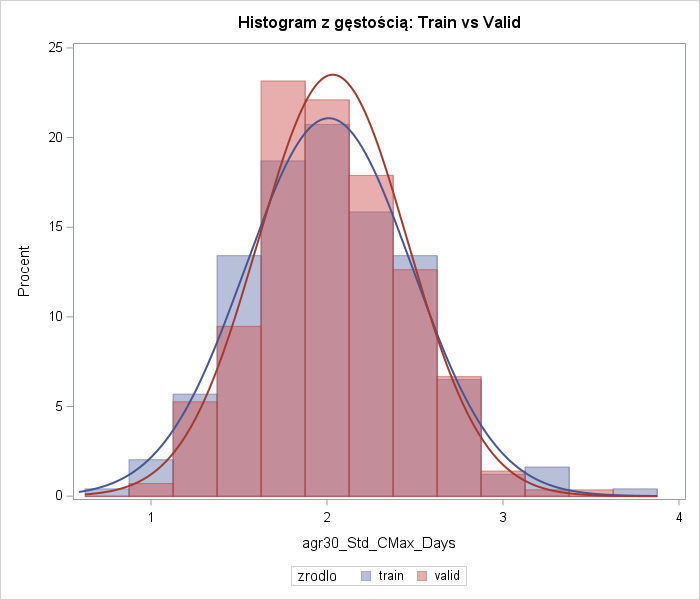 Histogram z gęstością: Train vs Valid
25
20
15
10
5
0
Procent
1 2 3 4
agr30_Std_CMax_Days
zrodlo train valid